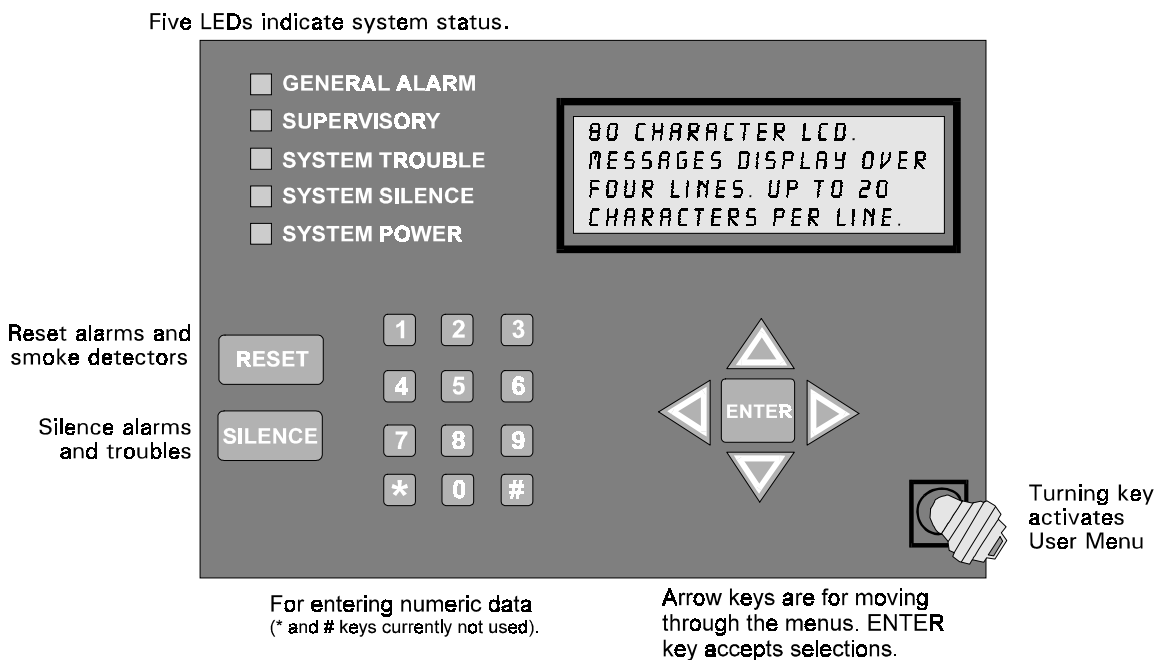 Five LEDs indicate system status.
GENERAL ALARM
SUPERVISORY
SYSTEM TROUBLE
SYSTEM SILENCE
SYSTEM POWER
80 CHARACTER LCD.
MESSAGES DISPLAY OVER
FOUR LINES. UP TO 20
CHARACTERS PER LINE.
Reset alarms and
smoke detectors
RESET
Silence alarms
and troubles
SILENCE
1 2 3
4 5 6
7 8 9
* 0 #
ENTER
Turning key
activates
User Menu
For entering numeric data
(* and # keys currently not used).
Arrow keys are for moving
through the menus. ENTER
key accepts selections.